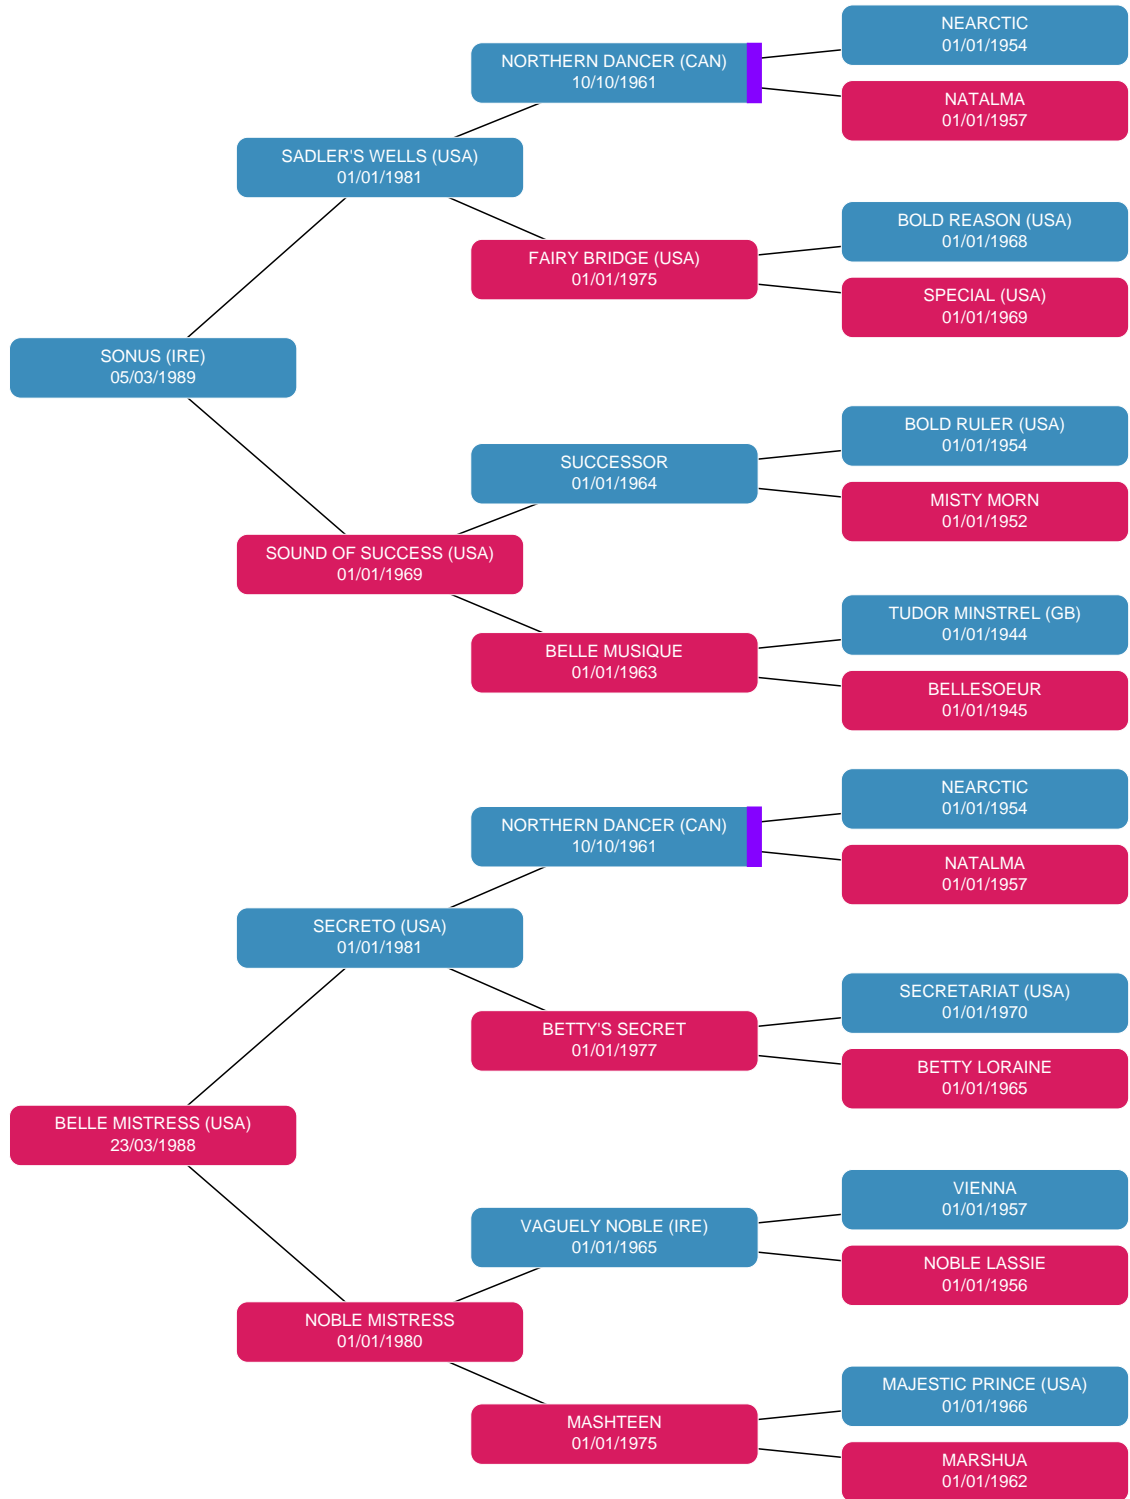 NEARCTIC
01/01/1954
NORTHERN DANCER (CAN)
10/10/1961
NATALMA
01/01/1957
SADLER'S WELLS (USA)
01/01/1981
BOLD REASON (USA)
01/01/1968
FAIRY BRIDGE (USA)
01/01/1975
SPECIAL (USA)
01/01/1969
SONUS (IRE)
05/03/1989
BOLD RULER (USA)
01/01/1954
SUCCESSOR
01/01/1964
MISTY MORN
01/01/1952
SOUND OF SUCCESS (USA)
01/01/1969
TUDOR MINSTREL (GB)
01/01/1944
BELLE MUSIQUE
01/01/1963
BELLESOEUR
01/01/1945
NEARCTIC
01/01/1954
NORTHERN DANCER (CAN)
10/10/1961
NATALMA
01/01/1957
SECRETO (USA)
01/01/1981
SECRETARIAT (USA)
01/01/1970
BETTY'S SECRET
01/01/1977
BETTY LORAINE
01/01/1965
BELLE MISTRESS (USA)
23/03/1988
VIENNA
01/01/1957
VAGUELY NOBLE (IRE)
01/01/1965
NOBLE LASSIE
01/01/1956
NOBLE MISTRESS
01/01/1980
MAJESTIC PRINCE (USA)
01/01/1966
MASHTEEN
01/01/1975
MARSHUA
01/01/1962